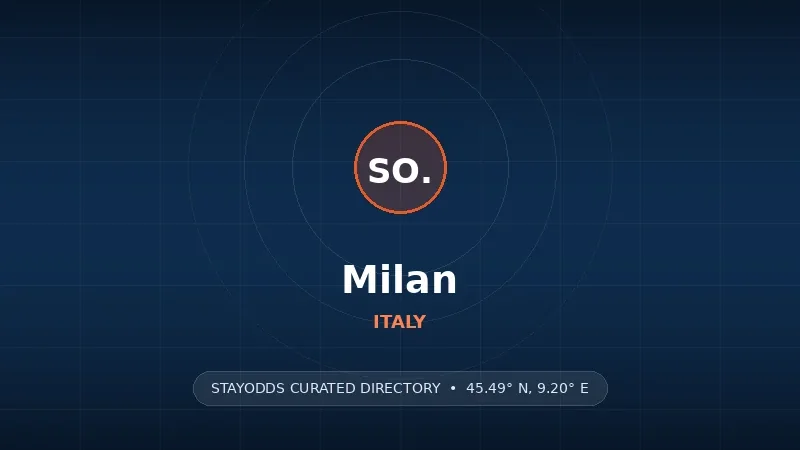 SO.
Milan
ITALY
STAYODDS CURATED DIRECTORY • 45.49° N, 9.20° E